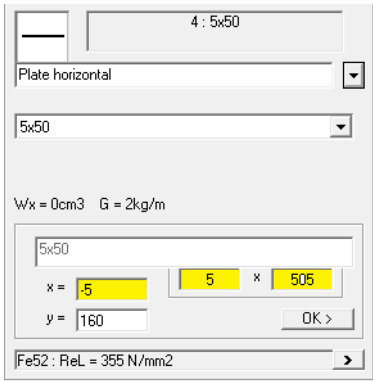 4 : 5x50
Plate horizontal
5x50
Wx = 0cm3 G = 2kg/m
5x50
x = -5 5 x 505
y = 160 OK >
Fe52 : ReL = 355 N/mm2 >